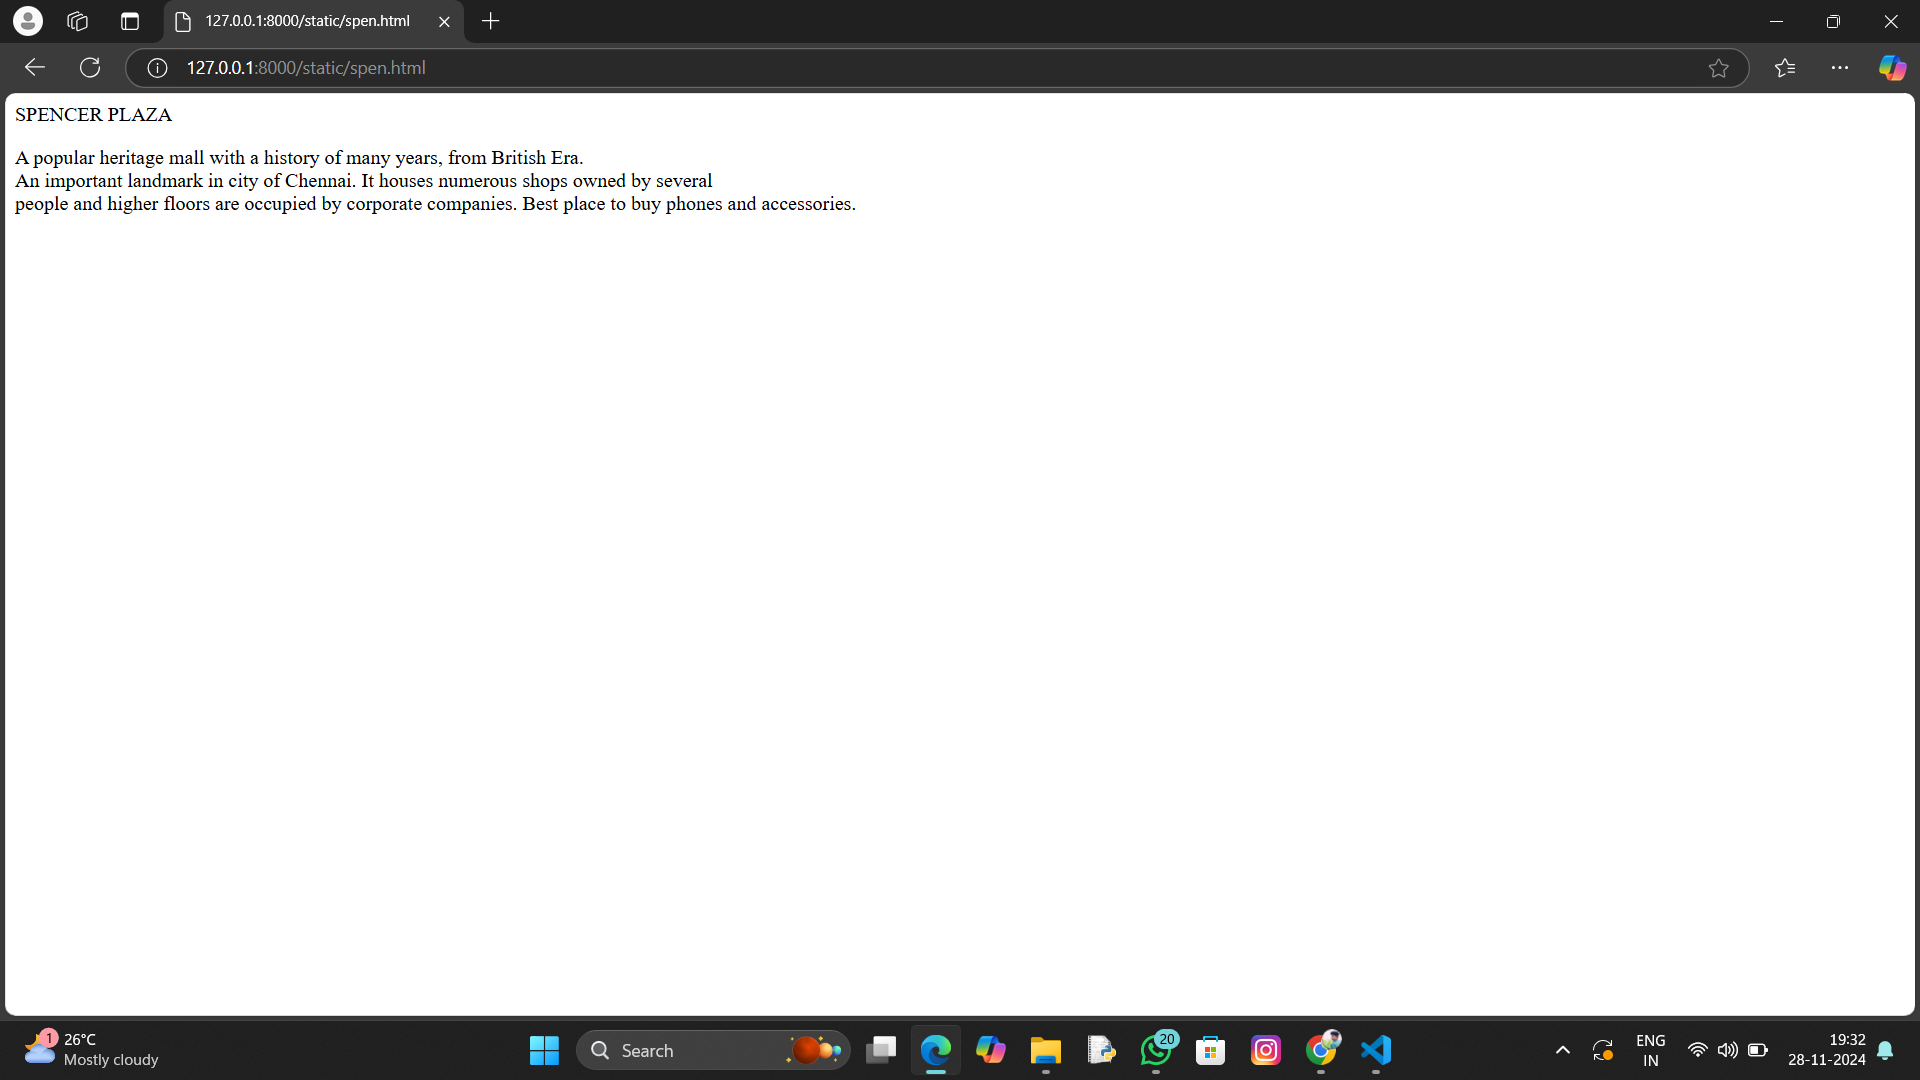 127.0.0.1:8000/static/spen.html
127.0.0.1:8000/static/spen.html
SPENCER PLAZA
A popular heritage mall with a history of many years, from British Era.
An important landmark in city of Chennai. It houses numerous shops owned by several
people and higher floors are occupied by corporate companies. Best place to buy phones and accessories.
1
26°C
Mostly cloudy
Search
20
ENG
IN
19:32
28-11-2024